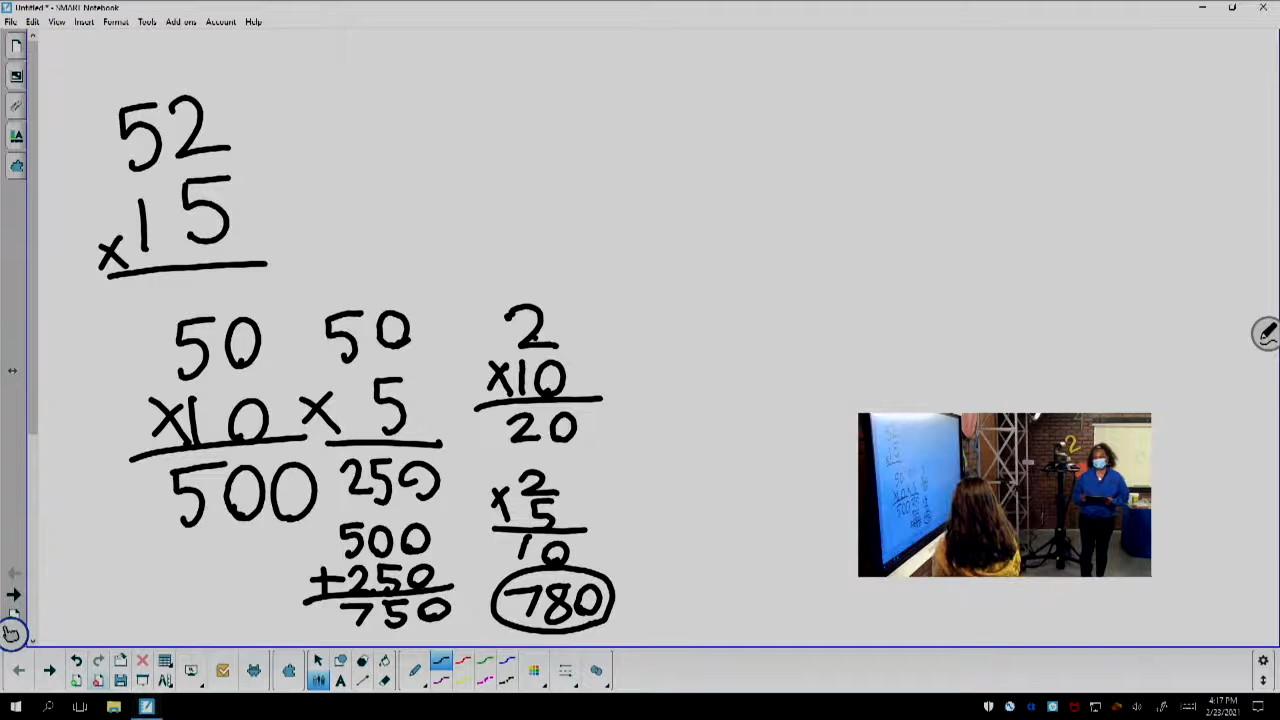 Untitled * - SMART Notebook
File Edit View Insert Format Tools Add-ons Account Help
52
x15
50
x10
500
50
x 5
250
500
+250
750
2
x10
20
x 2
5
10
780
4:17 PM
2/23/2021